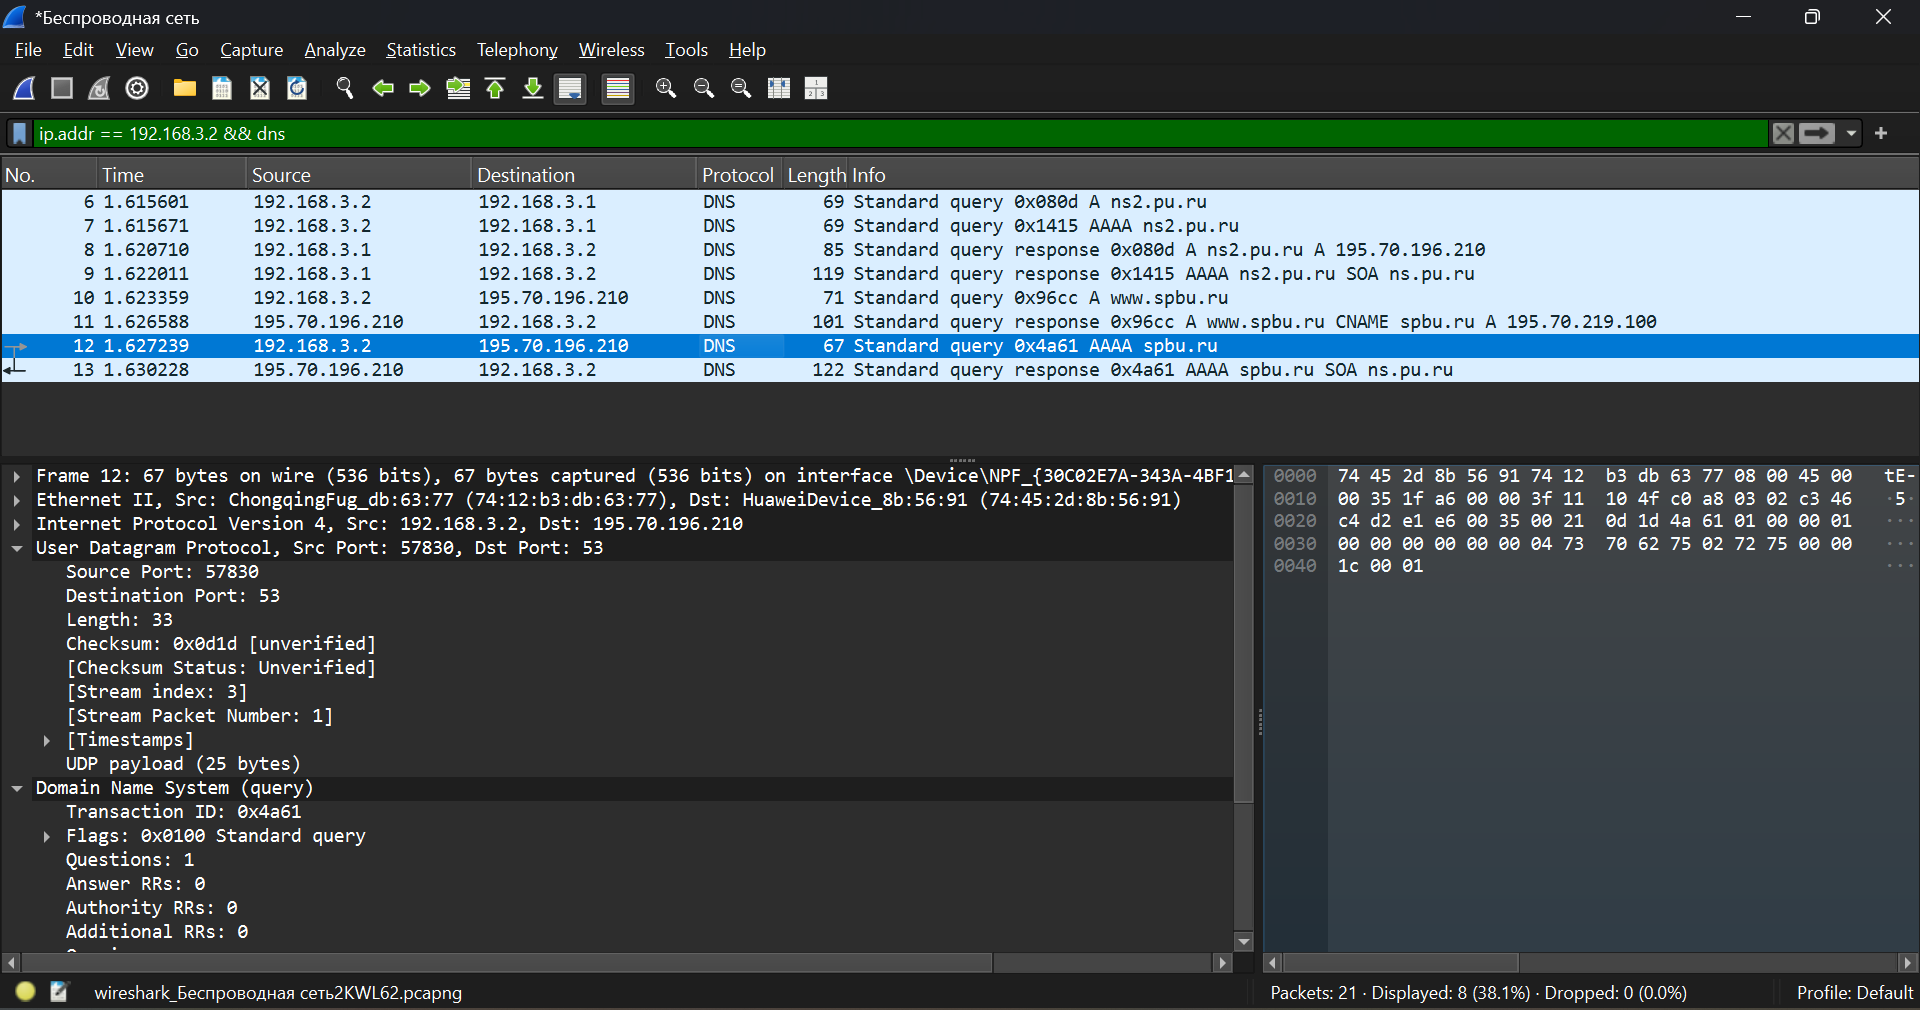 *Беспроводная сеть
File Edit View Go Capture Analyze Statistics Telephony Wireless Tools Help
ip.addr == 192.168.3.2 && dns
No. Time Source Destination Protocol Length Info
6 1.615601 192.168.3.2 192.168.3.1 DNS 69 Standard query 0x080d A ns2.pu.ru
7 1.615671 192.168.3.2 192.168.3.1 DNS 69 Standard query 0x1415 AAAA ns2.pu.ru
8 1.620710 192.168.3.1 192.168.3.2 DNS 85 Standard query response 0x080d A ns2.pu.ru A 195.70.196.210
9 1.622011 192.168.3.1 192.168.3.2 DNS 119 Standard query response 0x1415 AAAA ns2.pu.ru SOA ns.pu.ru
10 1.623359 192.168.3.2 195.70.196.210 DNS 71 Standard query 0x96cc A www.spbu.ru
11 1.626588 195.70.196.210 192.168.3.2 DNS 101 Standard query response 0x96cc A www.spbu.ru CNAME spbu.ru A 195.70.219.100
12 1.627239 192.168.3.2 195.70.196.210 DNS 67 Standard query 0x4a61 AAAA spbu.ru
13 1.630228 195.70.196.210 192.168.3.2 DNS 122 Standard query response 0x4a61 AAAA spbu.ru SOA ns.pu.ru
Frame 12: 67 bytes on wire (536 bits), 67 bytes captured (536 bits) on interface \Device\NPF_{30C02E7A-343A-4BF1
Ethernet II, Src: ChongqingFug_db:63:77 (74:12:b3:db:63:77), Dst: HuaweiDevice_8b:56:91 (74:45:2d:8b:56:91)
Internet Protocol Version 4, Src: 192.168.3.2, Dst: 195.70.196.210
User Datagram Protocol, Src Port: 57830, Dst Port: 53
Source Port: 57830
Destination Port: 53
Length: 33
Checksum: 0x0d1d [unverified]
[Checksum Status: Unverified]
[Stream index: 3]
[Stream Packet Number: 1]
[Timestamps]
UDP payload (25 bytes)
Domain Name System (query)
Transaction ID: 0x4a61
Flags: 0x0100 Standard query
Questions: 1
Answer RRs: 0
Authority RRs: 0
Additional RRs: 0
0000 74 45 2d 8b 56 91 74 12 b3 db 63 77 08 00 45 00 tE-
0010 00 35 1f a6 00 00 3f 11 10 4f c0 a8 03 02 c3 46 ·5·
0020 c4 d2 e1 e6 00 35 00 21 0d 1d 4a 61 01 00 00 01 ···
0030 00 00 00 00 00 00 04 73 70 62 75 02 72 75 00 00 ···
0040 1c 00 01 ···
wireshark_Беспроводная сеть2KWL62.pcapng
Packets: 21 · Displayed: 8 (38.1%) · Dropped: 0 (0.0%)
Profile: Default